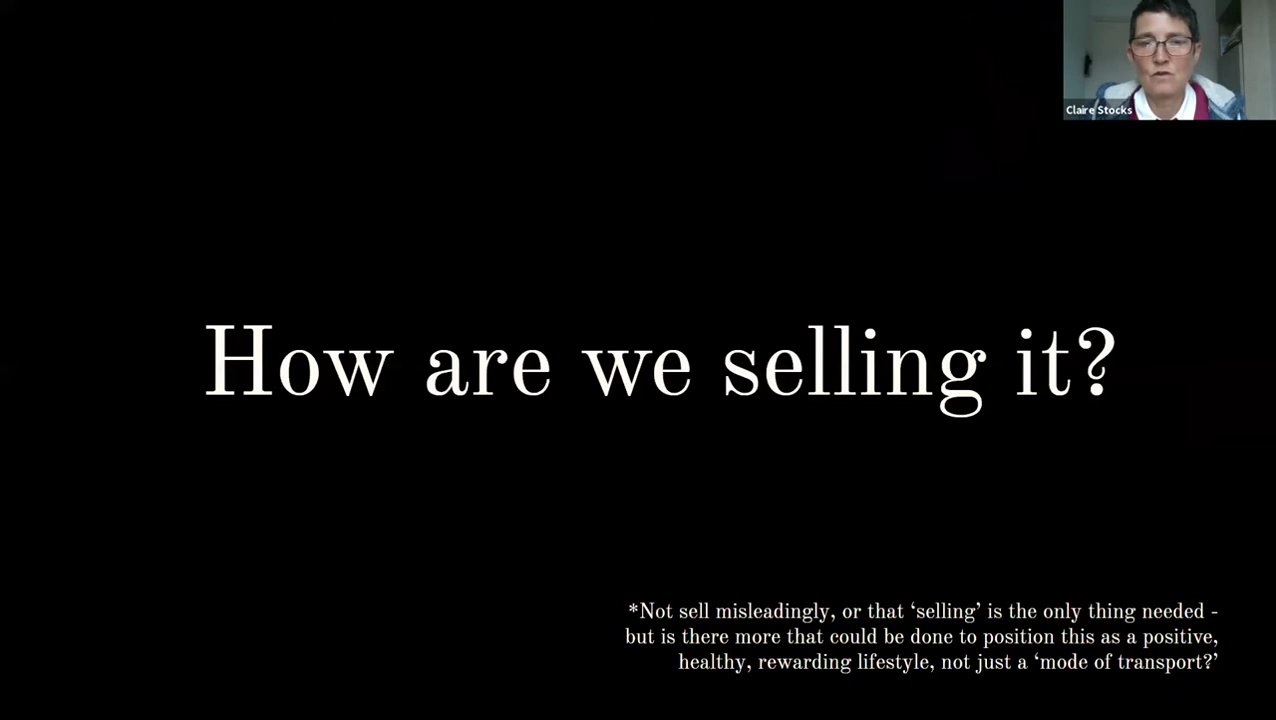 Claire Stocks
How are we selling it?
*Not sell misleadingly, or that ‘selling’ is the only thing needed -
but is there more that could be done to position this as a positive,
healthy, rewarding lifestyle, not just a ‘mode of transport?’